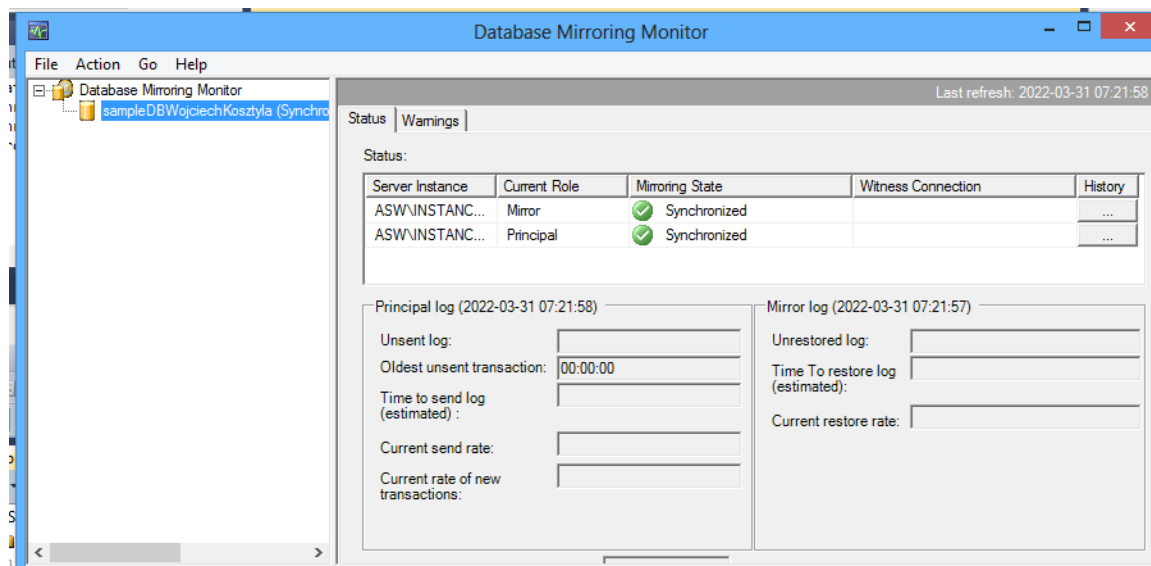 Database Mirroring Monitor
File Action Go Help
Database Mirroring Monitor
sampleDBWojciechKosztyla (Synchro
Last refresh: 2022-03-31 07:21:58
Status Warnings
Status:
Server Instance Current Role Mirroring State Witness Connection History
ASW\INSTANC... Mirror Synchronized ...
ASW\INSTANC... Principal Synchronized ...
Principal log (2022-03-31 07:21:58)
Unsent log:
Oldest unsent transaction: 00:00:00
Time to send log
(estimated) :
Current send rate:
Current rate of new
transactions:
Mirror log (2022-03-31 07:21:57)
Unrestored log:
Time To restore log
(estimated):
Current restore rate: